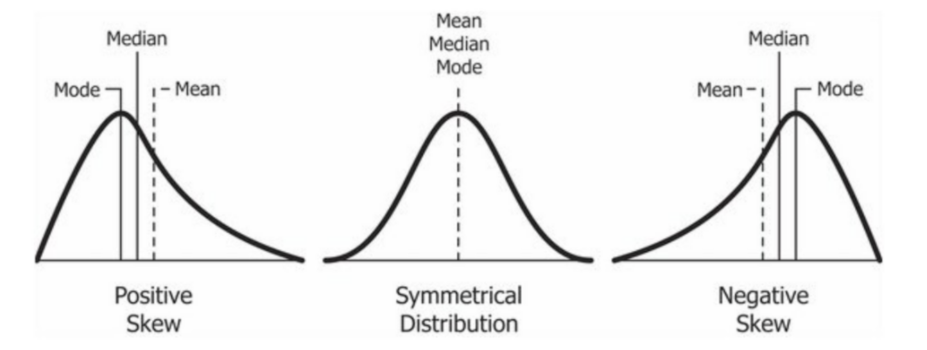 Median
Mode
Mean
Positive
Skew
Mean
Median
Mode
Symmetrical
Distribution
Median
Mean
Mode
Negative
Skew